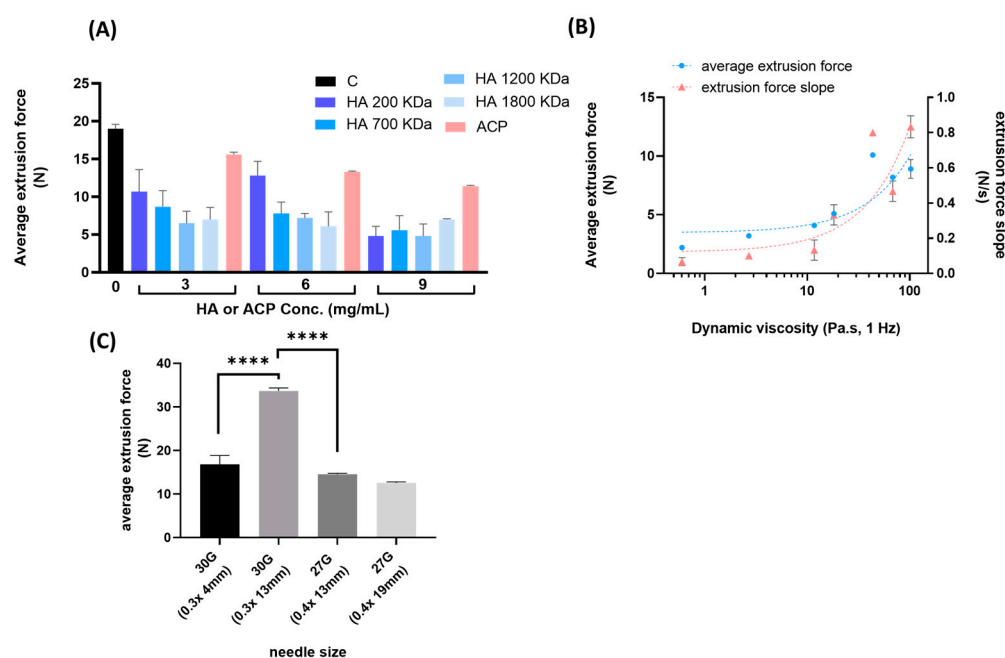 (A)
Average extrusion force
(N)
25
20
15
10
5
0
C
HA 200 KDa
HA 700 KDa
HA 1200 KDa
HA 1800 KDa
ACP
0
3
6
9
HA or ACP Conc. (mg/mL)
(B)
average extrusion force
extrusion force slope
Average extrusion force
(N)
15
10
5
0
1.0
0.8
0.6
0.4
0.2
0.0
extrusion force slope
(N/s)
1
10
100
Dynamic viscosity (Pa.s, 1 Hz)
(C)
average extrusion force
(N)
40
30
20
10
0
****
****
30G
(0.3x 4mm)
30G
(0.3x 13mm)
27G
(0.4x 13mm)
27G
(0.4x 19mm)
needle size